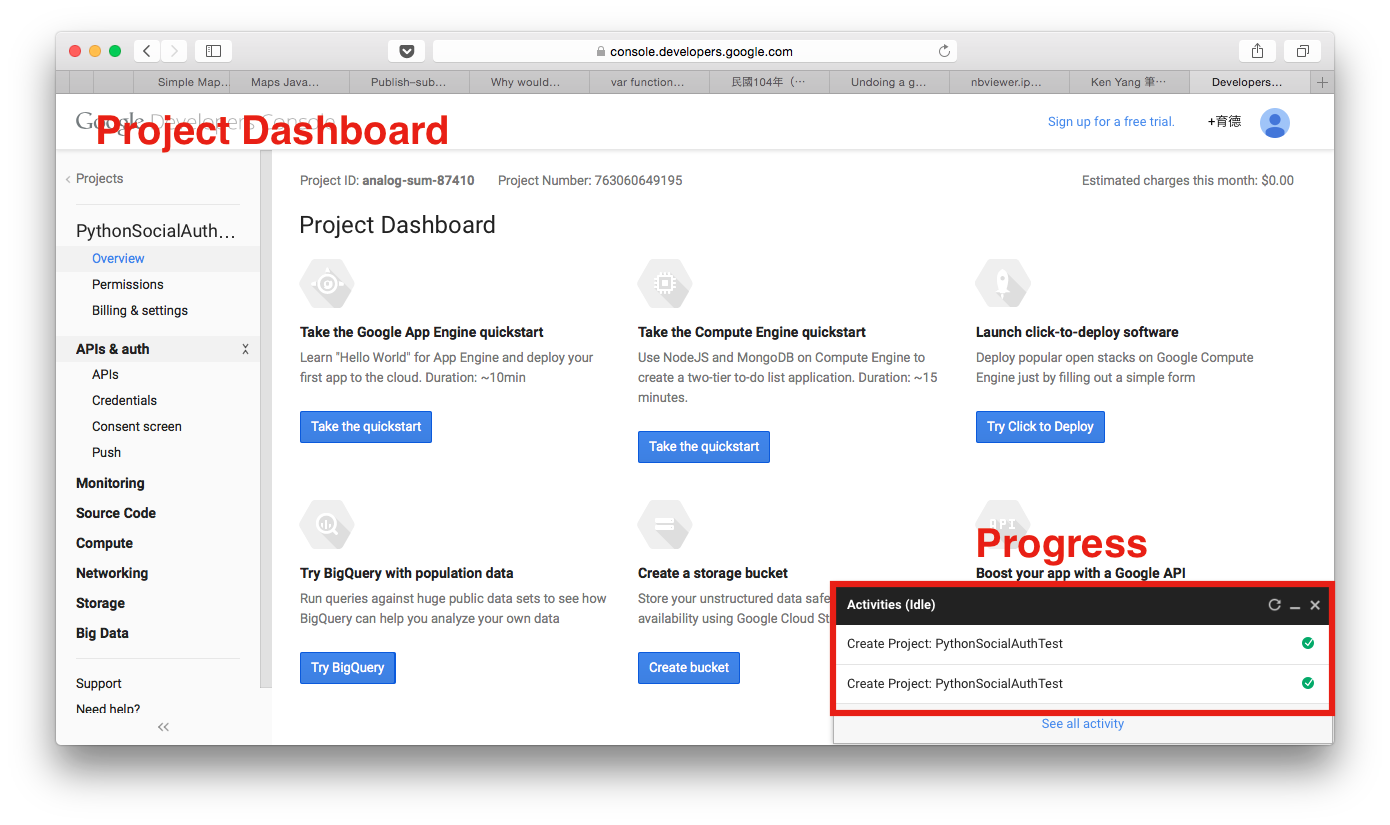 console.developers.google.com
Simple Map...
Maps Java...
Publish–sub...
Why would...
var function...
民國104年（...
Undoing a g...
nbviewer.ip...
Ken Yang 筆...
Developers...
Google Developers Console
Project Dashboard
Sign up for a free trial.
+育德
Projects
PythonSocialAuth...
Overview
Permissions
Billing & settings
APIs & auth
APIs
Credentials
Consent screen
Push
Monitoring
Source Code
Compute
Networking
Storage
Big Data
Support
Need help?
Project ID: analog-sum-87410
Project Number: 763060649195
Estimated charges this month: $0.00
Project Dashboard
Take the Google App Engine quickstart
Learn "Hello World" for App Engine and deploy your
first app to the cloud. Duration: ~10min
Take the quickstart
Take the Compute Engine quickstart
Use NodeJS and MongoDB on Compute Engine to
create a two-tier to-do list application. Duration: ~15
minutes.
Take the quickstart
Launch click-to-deploy software
Deploy popular open stacks on Google Compute
Engine just by filling out a simple form
Try Click to Deploy
Try BigQuery with population data
Run queries against huge public data sets to see how
BigQuery can help you analyze your own data
Try BigQuery
Create a storage bucket
Store your unstructured data safe
availability using Google Cloud St
Create bucket
API
Progress
Boost your app with a Google API
Activities (Idle)
Create Project: PythonSocialAuthTest
Create Project: PythonSocialAuthTest
See all activity